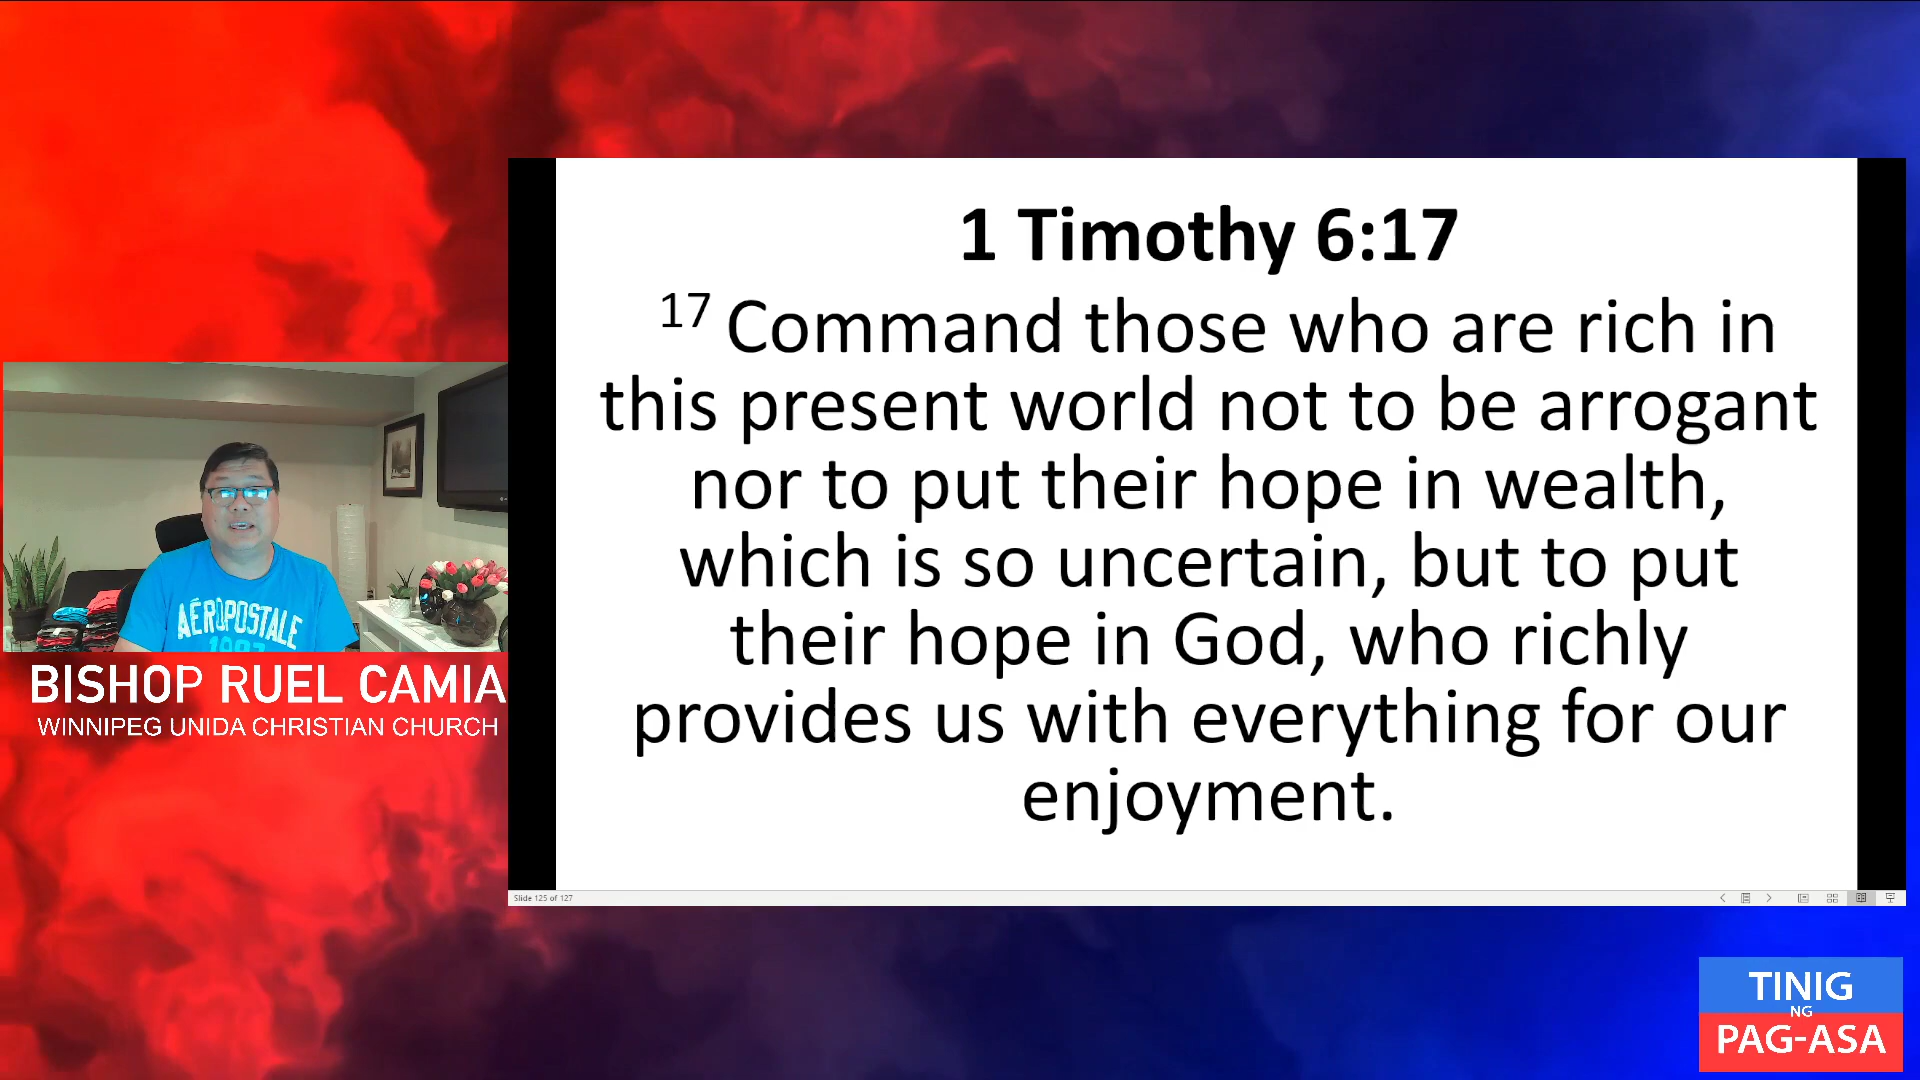 1 Timothy 6:17
17 Command those who are rich in
this present world not to be arrogant
nor to put their hope in wealth,
which is so uncertain, but to put
their hope in God, who richly
provides us with everything for our
enjoyment.
Slide 125 of 127
AÉROPOSTALE
1987
BISHOP RUEL CAMIA
WINNIPEG UNIDA CHRISTIAN CHURCH
TINIG
NG
PAG-ASA